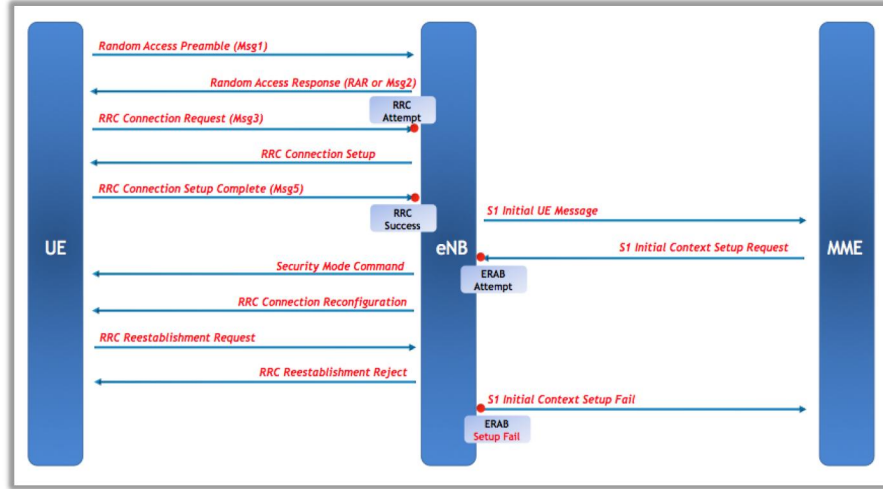 Random Access Preamble (Msg1)
Random Access Response (RAR or Msg2)
RRC
Attempt
RRC Connection Request (Msg3)
RRC Connection Setup
RRC Connection Setup Complete (Msg5)
RRC
Success
S1 Initial UE Message
UE
eNB
MME
S1 Initial Context Setup Request
Security Mode Command
ERAB
Attempt
RRC Connection Reconfiguration
RRC Reestablishment Request
RRC Reestablishment Reject
S1 Initial Context Setup Fail
ERAB
Setup Fail